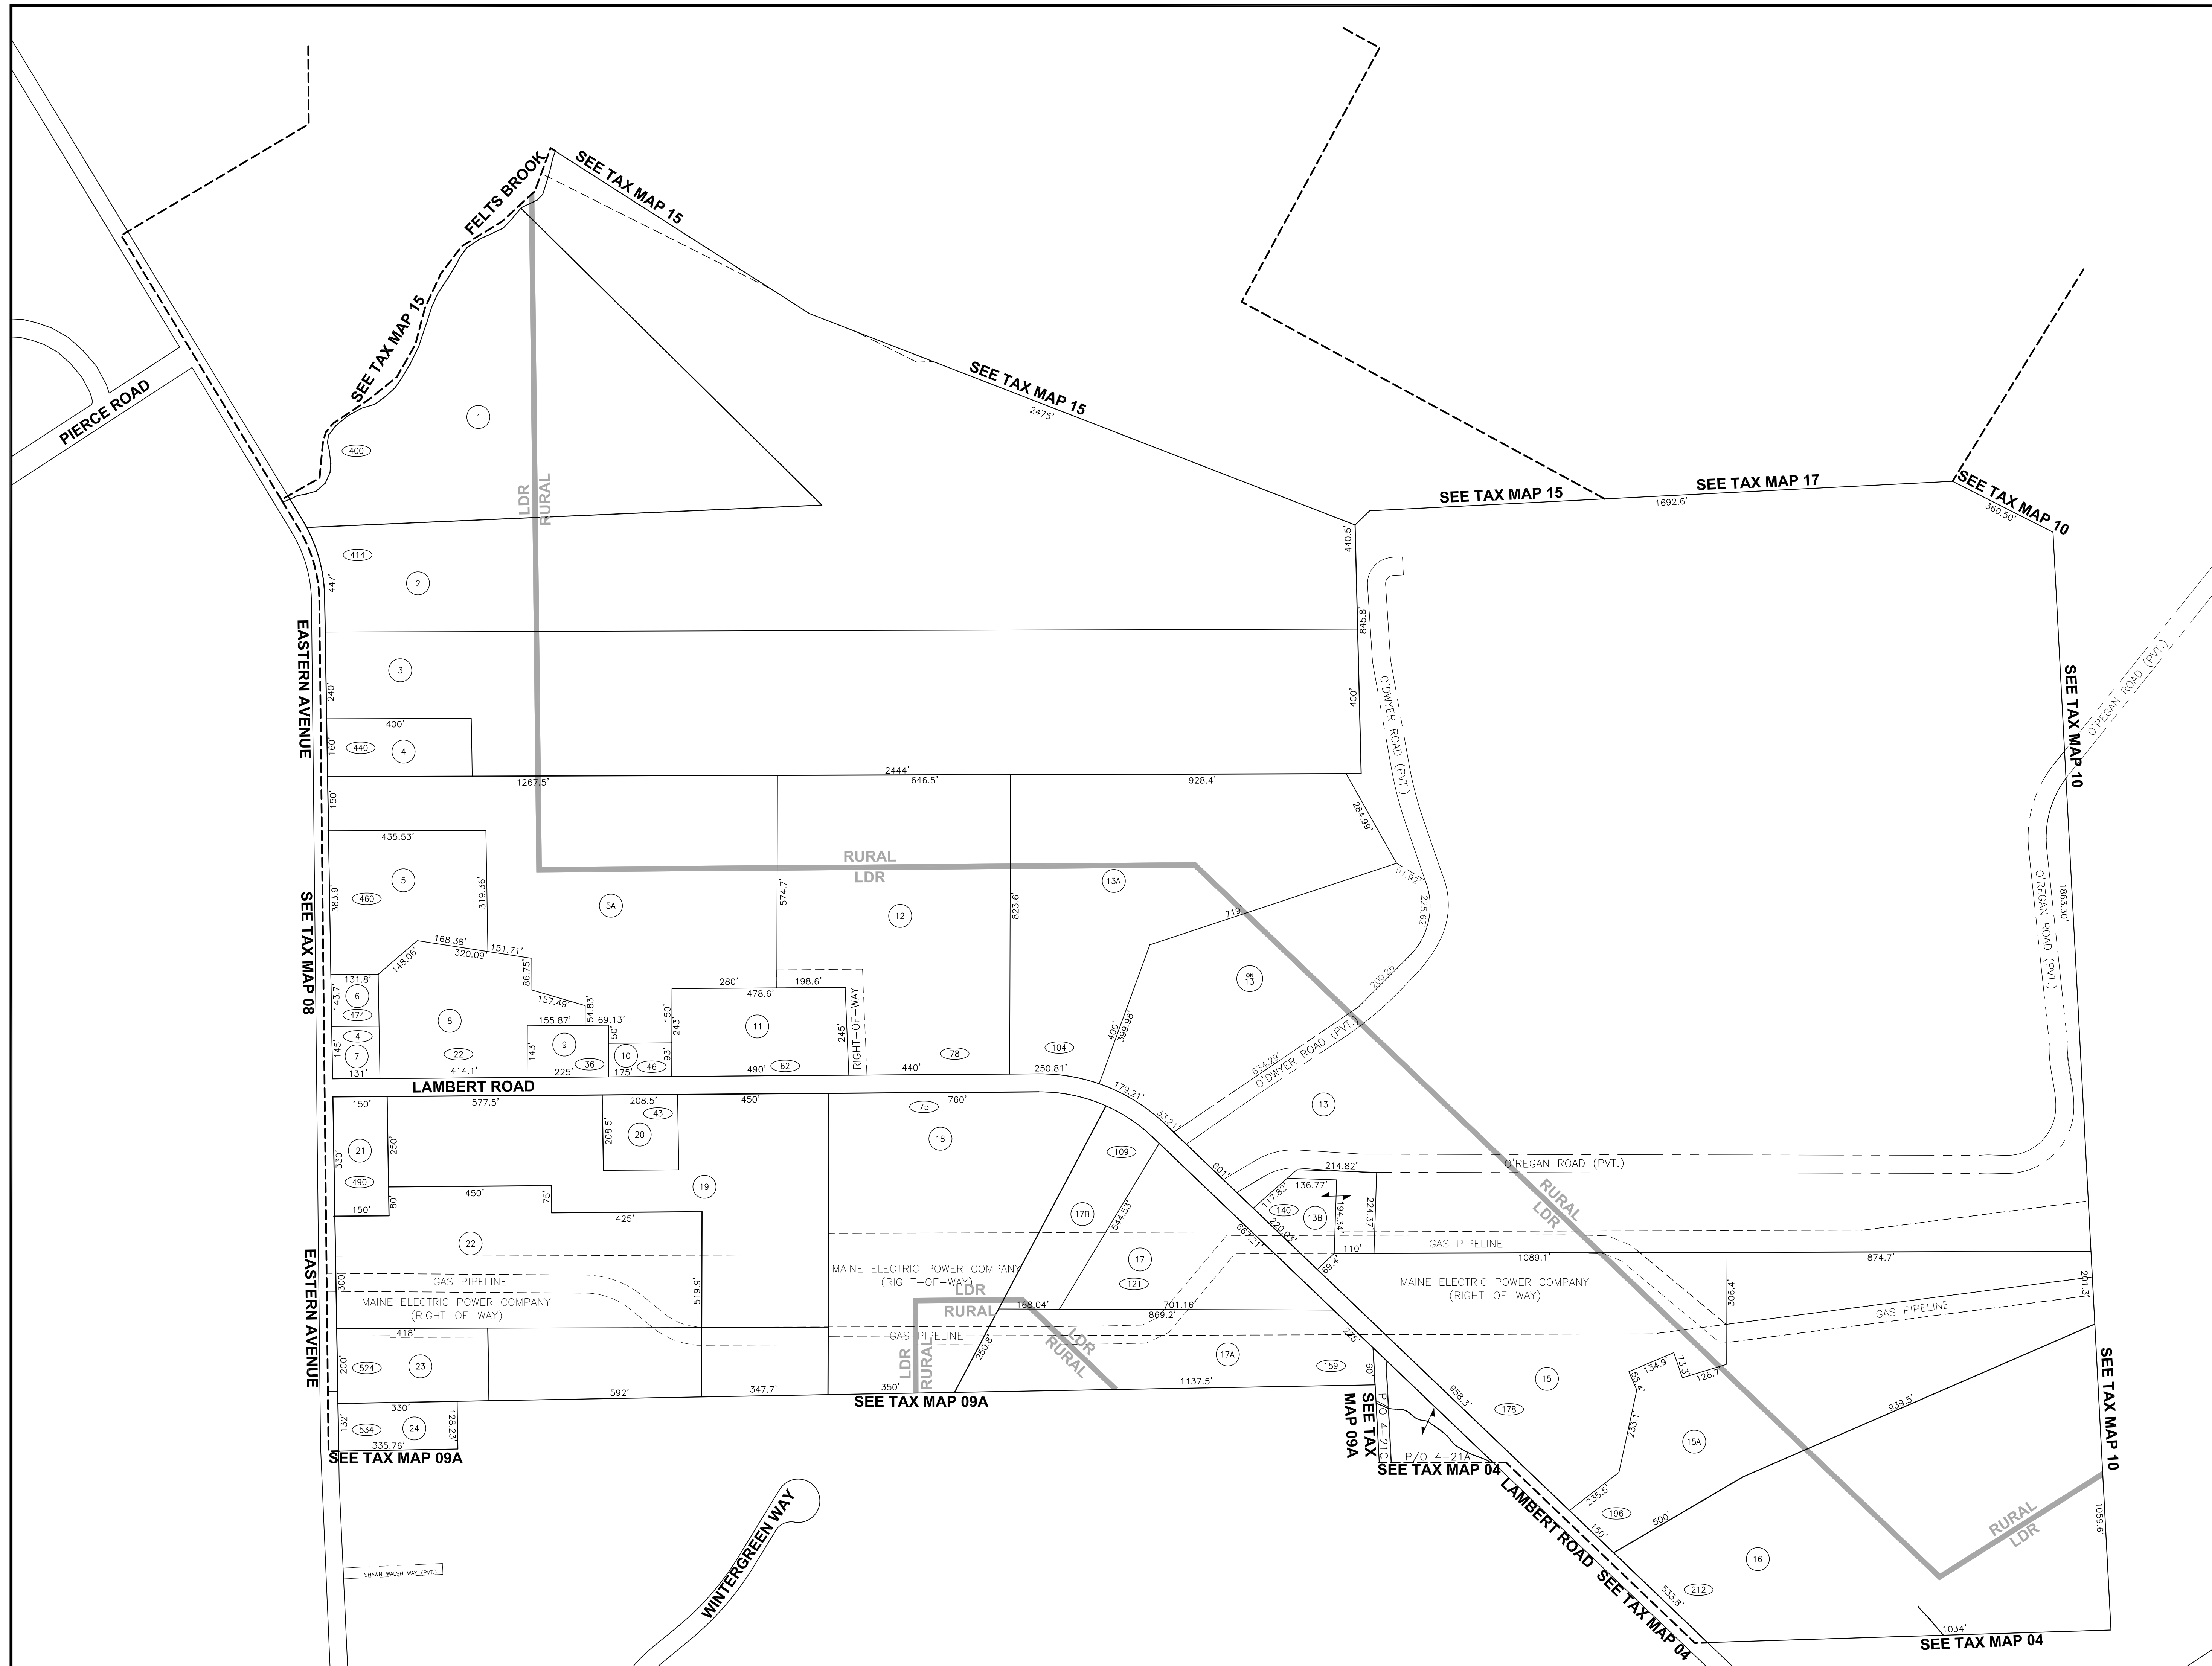 FELTS BROOK
SEE TAX MAP 15
SEE TAX MAP 15
SEE TAX MAP 15
2475'
PIERCE ROAD
1
400
LDR
RURAL
SEE TAX MAP 15
SEE TAX MAP 17
1692.6'
SEE TAX MAP 10
360.50'
414
2
447'
440.5'
845.8'
EASTERN AVENUE
3
240'
400'
O'DWYER ROAD (PVT.)
O'REGAN ROAD (PVT.)
SEE TAX MAP 10
400'
160'
440
4
2444'
1267.5'
646.5'
928.4'
150'
284.99'
435.53'
RURAL
LDR
5
460
383.9'
319.36'
5A
574.7'
12
823.6'
13A
91.92'
225.62'
719'
O'REGAN ROAD (PVT.)
1863.30'
SEE TAX MAP 08
168.38'
320.09'
151.71'
148.06'
86.75'
131.8'
6
143.7'
474
4
7
145'
131'
8
22
414.1'
157.49'
54.83'
155.87'
69.13'
143'
9
36
225'
50'
10
46
175'
150'
243'
93'
280'
478.6'
198.6'
11
62
490'
245'
RIGHT-OF-WAY
78
440'
104
250.81'
400'
399.98'
ON
13
200.26'
634.29'
O'DWYER ROAD (PVT.)
179.21'
33.21'
13
LAMBERT ROAD
150'
577.5'
208.5'
43
20
208.5'
450'
75
760'
18
21
330'
250'
490
80'
150'
450'
75'
425'
19
109
17B
544.53'
601'
O'REGAN ROAD (PVT.)
214.82'
136.77'
117.82'
140
13B
194.34'
224.37'
220.03'
667.21'
RURAL
LDR
22
GAS PIPELINE
300'
MAINE ELECTRIC POWER COMPANY
(RIGHT-OF-WAY)
519.9'
MAINE ELECTRIC POWER COMPANY
(RIGHT-OF-WAY)
LDR
RURAL
17
121
168.04'
701.16'
869.2'
110'
69.4'
GAS PIPELINE
1089.1'
874.7'
MAINE ELECTRIC POWER COMPANY
(RIGHT-OF-WAY)
306.4'
201.3'
GAS PIPELINE
EASTERN AVENUE
418'
200'
524
23
592'
347.7'
350'
GAS PIPELINE
LDR
RURAL
LDR
RURAL
250.8'
17A
159
1137.5'
225'
60'
SEE TAX MAP 09A
SEE TAX
MAP 09A
P/O 4-21C
P/O 4-21A
SEE TAX MAP 04
15
178
958.3'
134.9'
73.3'
126.7'
55.4'
233.1'
15A
235.5'
196
150'
939.5'
500'
SEE TAX MAP 10
330'
132'
534
24
128.23'
335.76'
SEE TAX MAP 09A
LAMBERT ROAD
SEE TAX MAP 04
RURAL
LDR
1059.6'
16
212
533.8'
1034'
SEE TAX MAP 04
WINTERGREEN WAY
SHAWN WALSH WAY (PVT.)